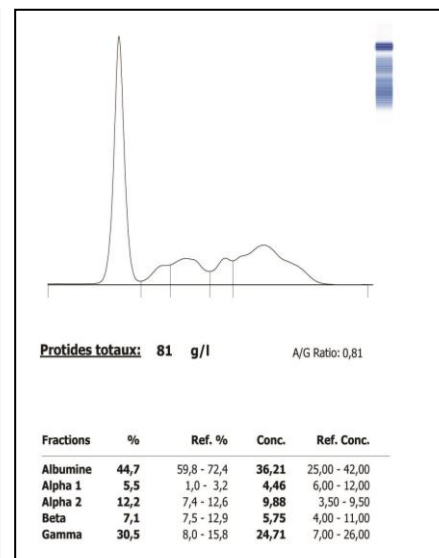 Protides totaux: 81 g/l A/G Ratio: 0,81
Fractions % Ref. % Conc. Ref. Conc.
Albumine 44,7 59,8 - 72,4 36,21 25,00 - 42,00
Alpha 1 5,5 1,0 - 3,2 4,46 6,00 - 12,00
Alpha 2 12,2 7,4 - 12,6 9,88 3,50 - 9,50
Beta 7,1 7,5 - 12,9 5,75 4,00 - 11,00
Gamma 30,5 8,0 - 15,8 24,71 7,00 - 26,00